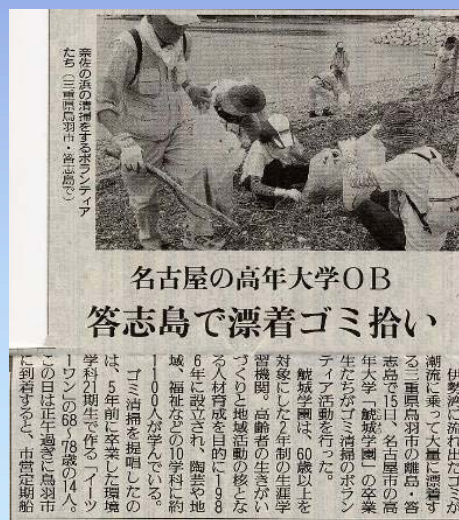 奈佐の浜の清掃をするボランティア
たち（三重県鳥羽市・答志島で）
名古屋の高年大学OB
答志島で漂着ゴミ拾い
伊勢湾に流れ出たゴミが
潮流に乗って大量に漂着す
る三重県鳥羽市の離島・答
志島で15日、名古屋市の高
年大学「鯱城学園」の卒業
生たちがゴミ清掃のボラン
ティア活動を行った。
鯱城学園は、60歳以上を
対象にした2年制の生涯学
習機関。高齢者の生きがい
づくりと地域活動の核とな
る人材育成を目的に198
6年に設立され、陶芸や地
域、福祉などの10学科に約
1100人が学んでいる。
ゴミ清掃を提唱したの
は、5年前に卒業した環境
学科21期生で作る「イーツ
ーワン」の68～78歳の14人。
この日は正午過ぎに鳥羽市
に到着すると、市営定期船